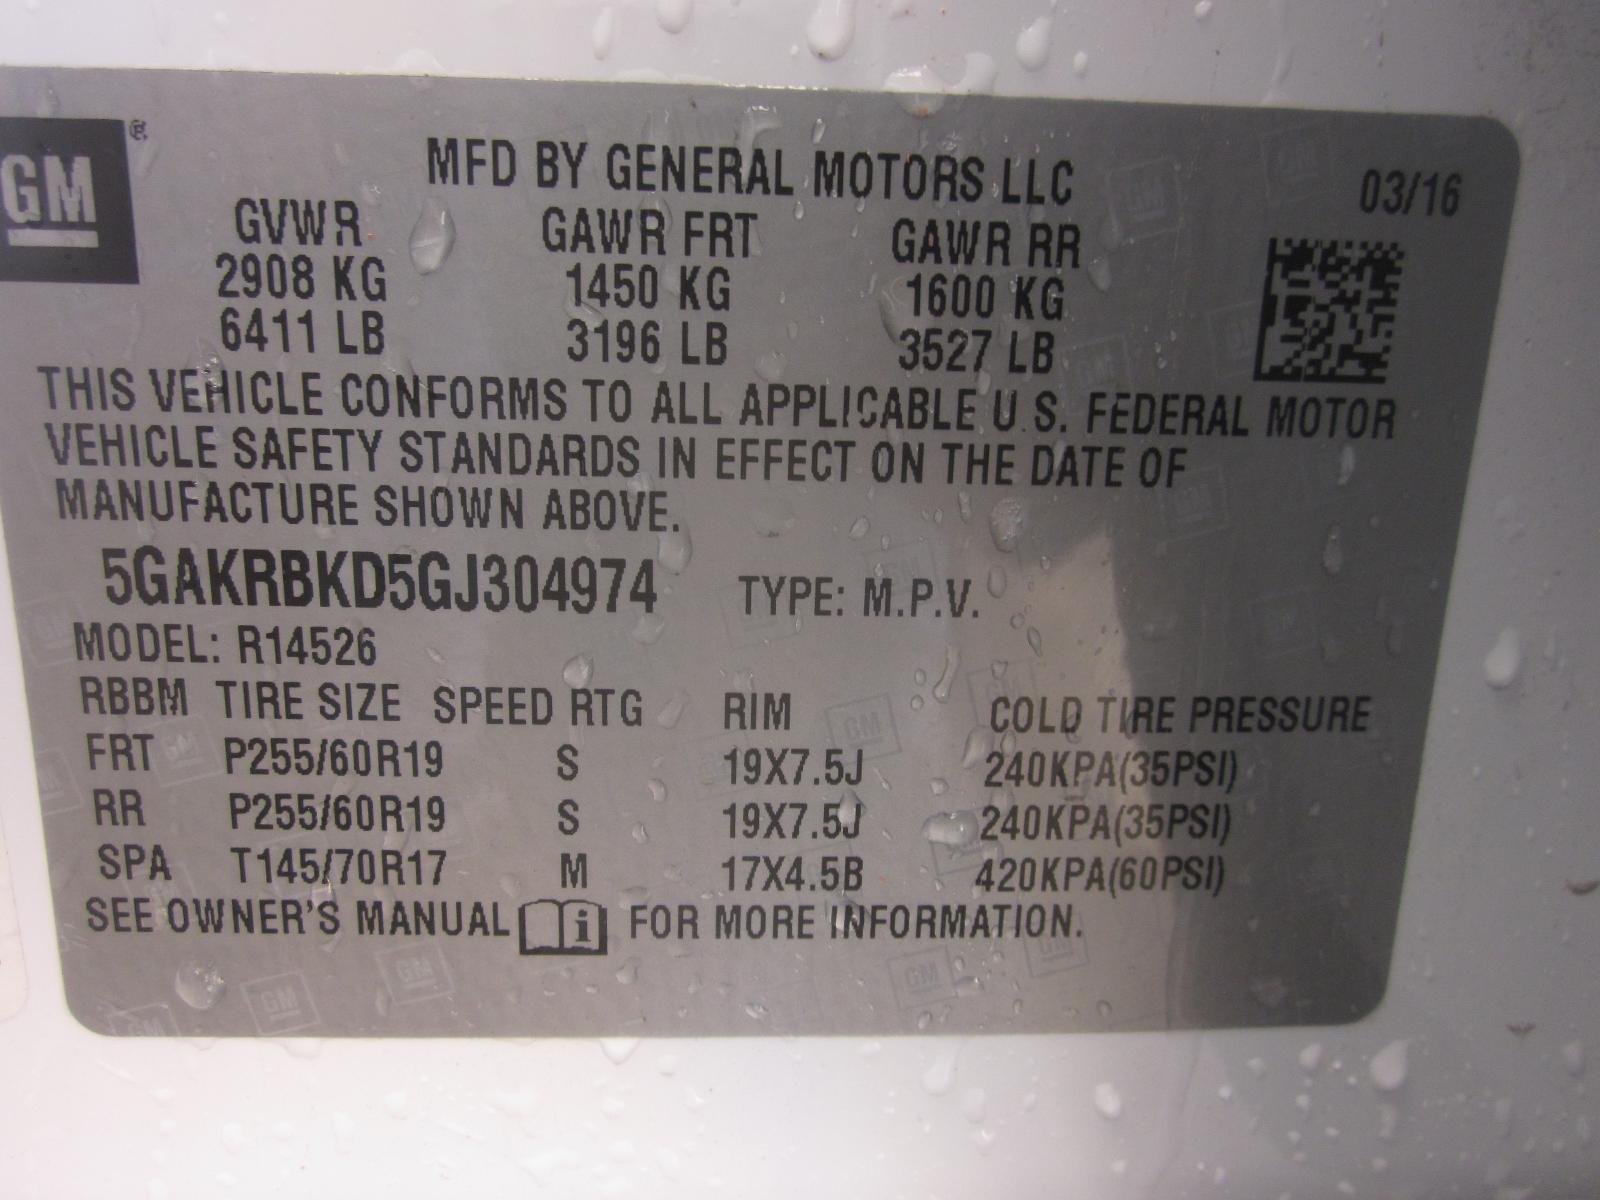 GM ®
MFD BY GENERAL MOTORS LLC 03/16
GVWR GAWR FRT GAWR RR
2908 KG 1450 KG 1600 KG
6411 LB 3196 LB 3527 LB
THIS VEHICLE CONFORMS TO ALL APPLICABLE U.S. FEDERAL MOTOR
VEHICLE SAFETY STANDARDS IN EFFECT ON THE DATE OF
MANUFACTURE SHOWN ABOVE.
5GAKRBKD5GJ304974 TYPE: M.P.V.
MODEL: R14526
RBBM TIRE SIZE SPEED RTG RIM COLD TIRE PRESSURE
FRT P255/60R19 S 19X7.5J 240KPA(35PSI)
RR P255/60R19 S 19X7.5J 240KPA(35PSI)
SPA T145/70R17 M 17X4.5B 420KPA(60PSI)
SEE OWNER'S MANUAL i FOR MORE INFORMATION.